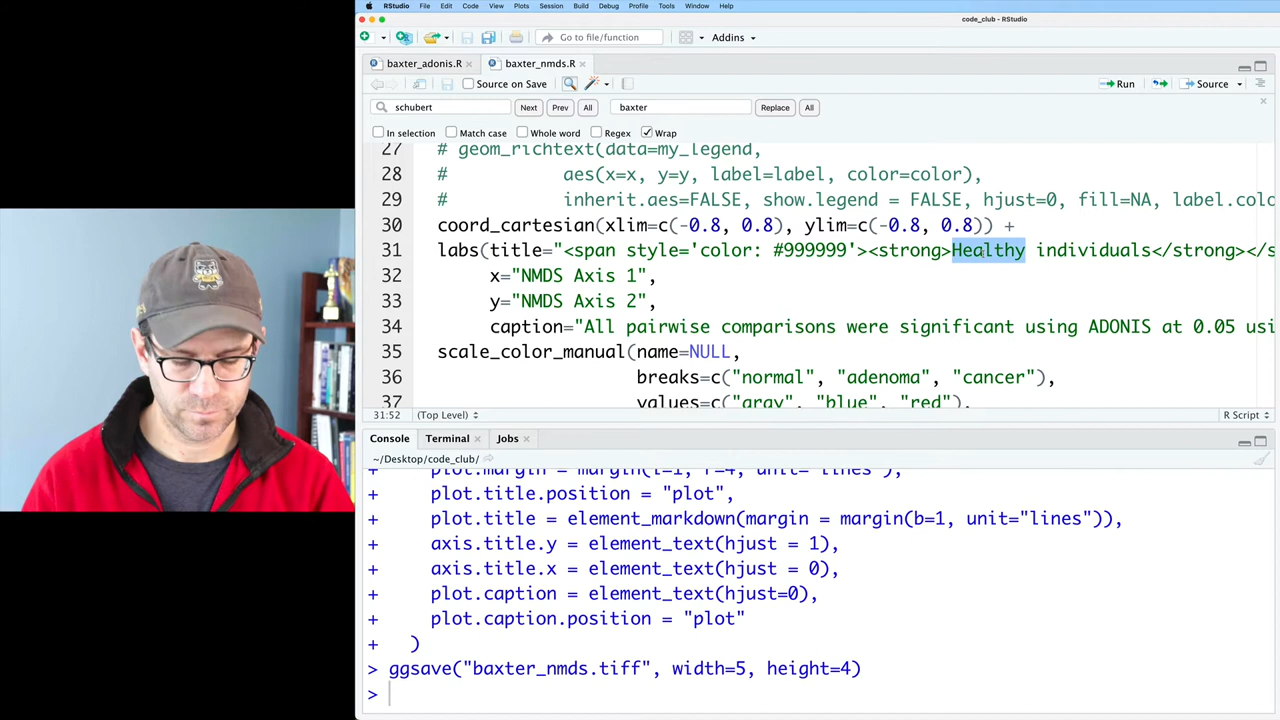 RStudio File Edit Code View Plots Session Build Debug Profile Tools Window Help
code_club - RStudio
Go to file/function Addins
baxter_adonis.R baxter_nmds.R
Source on Save Run Source
schubert Next Prev All baxter Replace All
In selection Match case Whole word Regex Wrap
27 # geom_richtext(data=my_legend,
28 # aes(x=x, y=y, label=label, color=color),
29 # inherit.aes=FALSE, show.legend = FALSE, hjust=0, fill=NA, label.colo
30 coord_cartesian(xlim=c(-0.8, 0.8), ylim=c(-0.8, 0.8)) +
31 labs(title="<span style='color: #999999'><strong>Healthy individuals</strong></s
32 x="NMDS Axis 1",
33 y="NMDS Axis 2",
34 caption="All pairwise comparisons were significant using ADONIS at 0.05 usi
35 scale_color_manual(name=NULL,
36 breaks=c("normal", "adenoma", "cancer"),
37 values=c("gray", "blue", "red"),
31:52 (Top Level) R Script
Console Terminal Jobs
~/Desktop/code_club/
+ plot.margin = margin(l=1, r=4, unit="lines"),
+ plot.title.position = "plot",
+ plot.title = element_markdown(margin = margin(b=1, unit="lines")),
+ axis.title.y = element_text(hjust = 1),
+ axis.title.x = element_text(hjust = 0),
+ plot.caption = element_text(hjust=0),
+ plot.caption.position = "plot"
+ )
> ggsave("baxter_nmds.tiff", width=5, height=4)
>